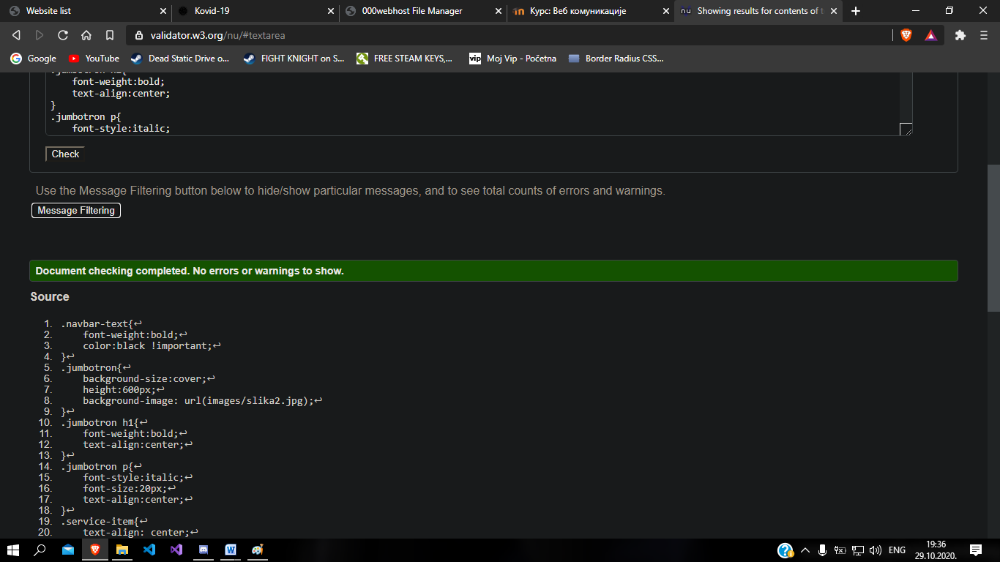 Website list
Kovid-19
000webhost File Manager
Курс: Веб комуникације
nu Showing results for contents of t
validator.w3.org/nu/#textarea
Google
YouTube
Dead Static Drive o...
FIGHT KNIGHT on S...
FREE STEAM KEYS,...
vip Moj Vip - Početna
Border Radius CSS...
.jumbotron h1{
font-weight:bold;
text-align:center;
}
.jumbotron p{
font-style:italic;
Check
Use the Message Filtering button below to hide/show particular messages, and to see total counts of errors and warnings.
Message Filtering
Document checking completed. No errors or warnings to show.
Source
1. .navbar-text{↩
2. font-weight:bold;↩
3. color:black !important;↩
4. }↩
5. .jumbotron{↩
6. background-size:cover;↩
7. height:600px;↩
8. background-image: url(images/slika2.jpg);↩
9. }↩
10. .jumbotron h1{↩
11. font-weight:bold;↩
12. text-align:center;↩
13. }↩
14. .jumbotron p{↩
15. font-style:italic;↩
16. font-size:20px;↩
17. text-align:center;↩
18. }↩
19. .service-item{↩
20. text-align: center;↩
ENG
19:36
29.10.2020.